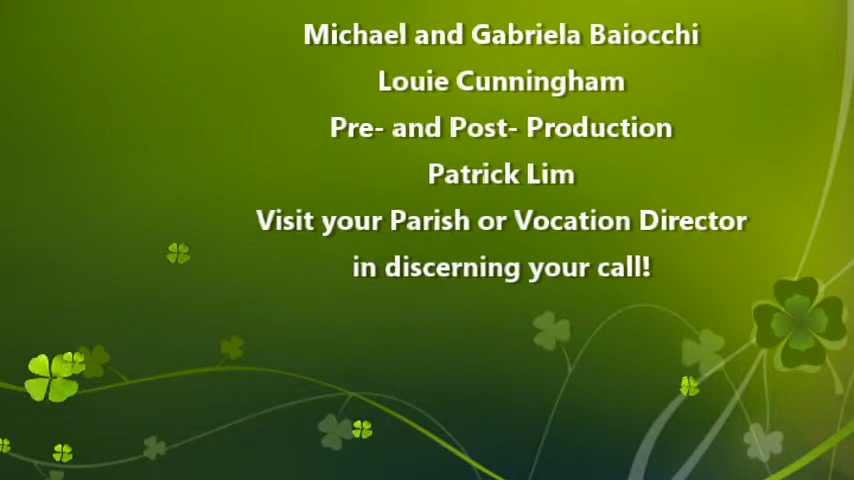 Michael and Gabriela Baiocchi
Louie Cunningham
Pre- and Post- Production
Patrick Lim
Visit your Parish or Vocation Director
in discerning your call!